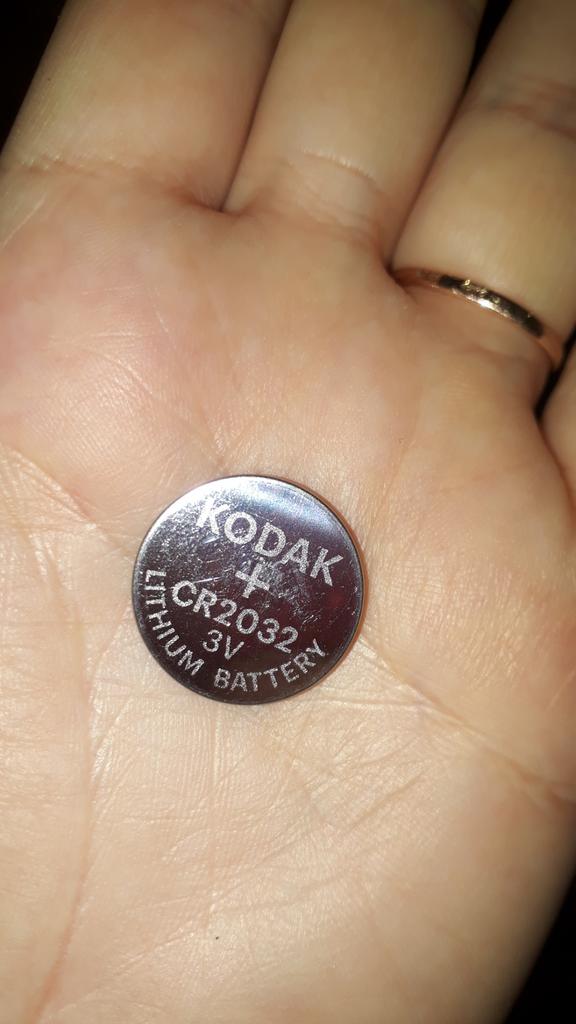 KODAK
+
CR2032
3V
LITHIUM BATTERY